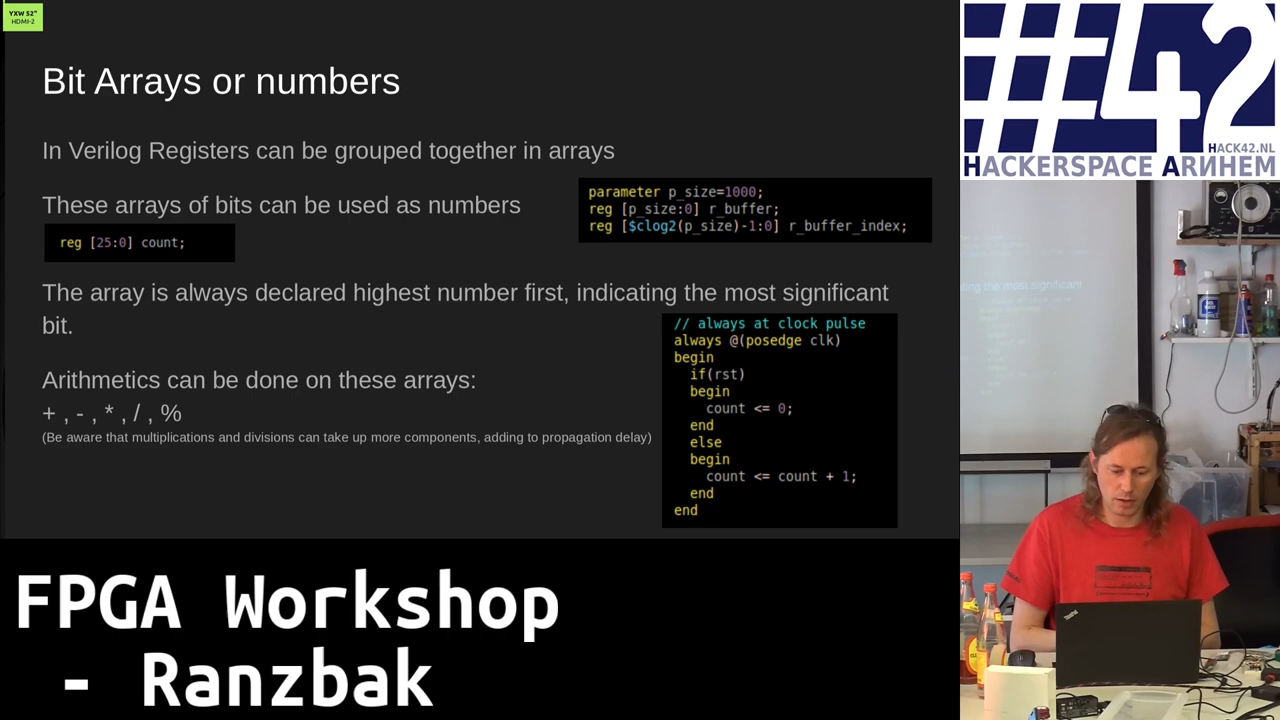 YXW 52"
HDMI-2
Bit Arrays or numbers
In Verilog Registers can be grouped together in arrays
These arrays of bits can be used as numbers
reg [25:0] count;
parameter p_size=1000;
reg [p_size:0] r_buffer;
reg [$clog2(p_size)-1:0] r_buffer_index;
The array is always declared highest number first, indicating the most significant
bit.
Arithmetics can be done on these arrays:
+ , - , * , / , %
(Be aware that multiplications and divisions can take up more components, adding to propagation delay)
// always at clock pulse
always @(posedge clk)
begin
if(rst)
begin
count <= 0;
end
else
begin
count <= count + 1;
end
end
FPGA Workshop
- Ranzbak
#42
HACK42.NL
HACKERSPACE ARИHEM
ThinkPad